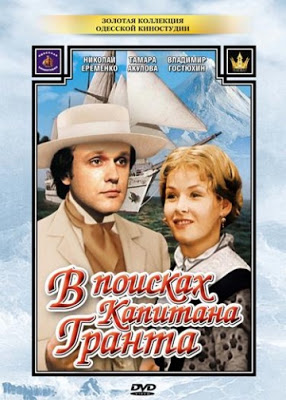 ЗОЛОТАЯ КОЛЛЕКЦИЯ
ОДЕССКОЙ КИНОСТУДИИ
НИКОЛАЙ ТАМАРА ВЛАДИМИР
ЕРЕМЕНКО АКУЛОВА ГОСТЮХИН
В поисках
Капитана
Гранта
DVD
VIDEO